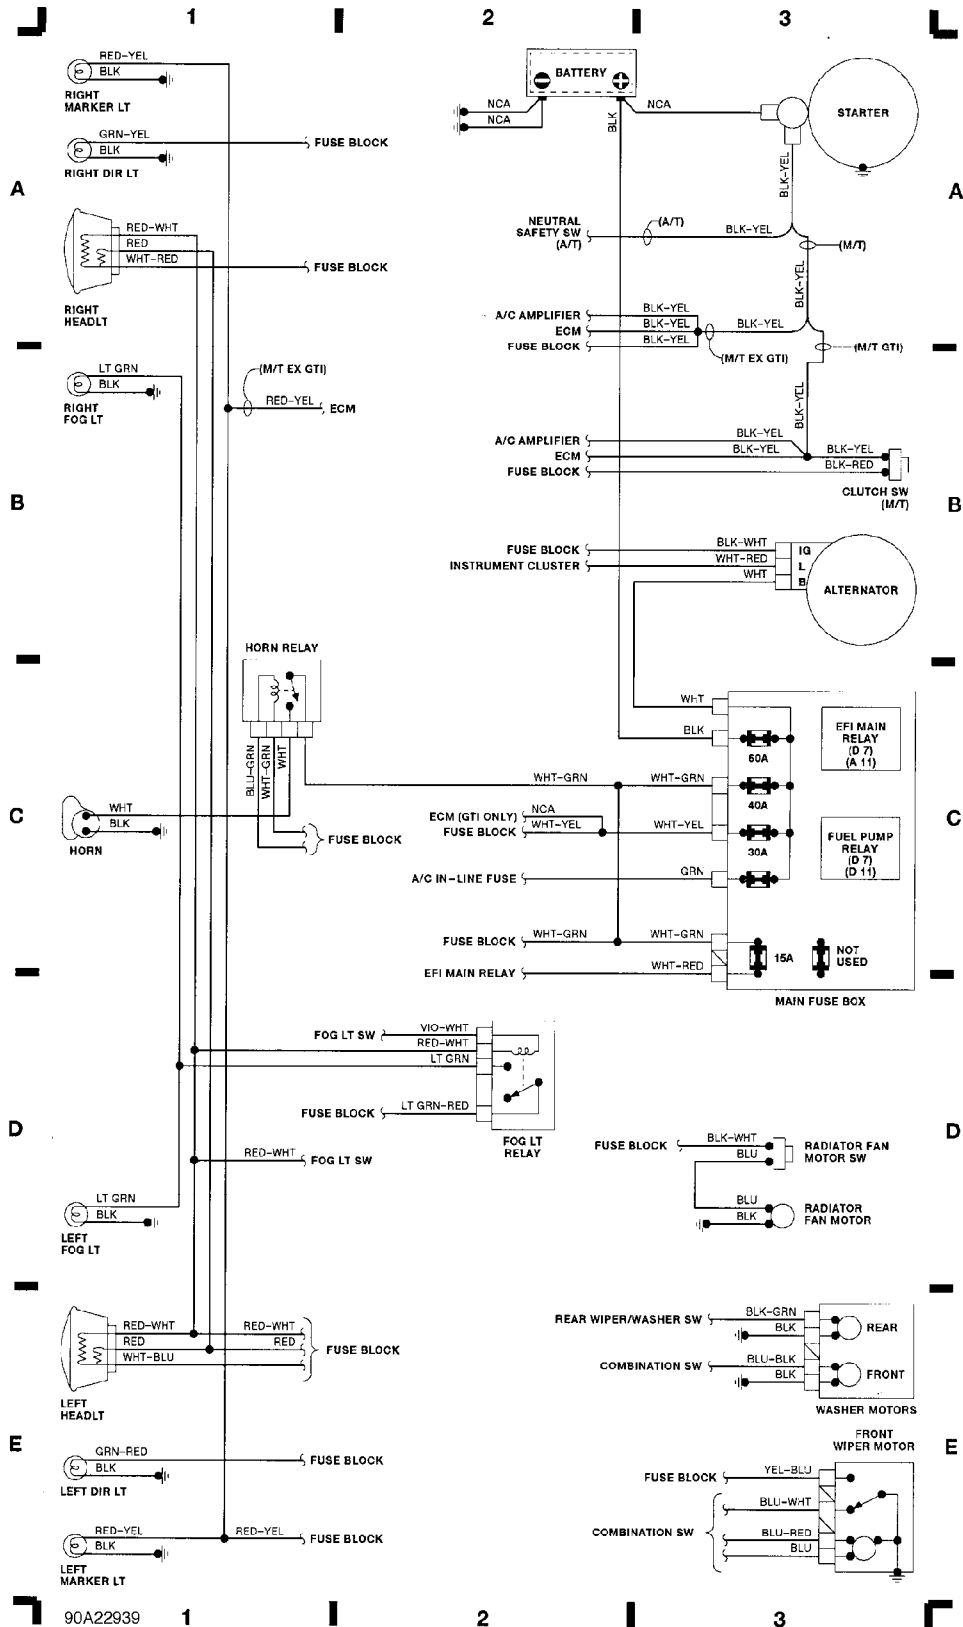 1 2 3
RED-YEL
BLK
RIGHT
MARKER LT
GRN-YEL
BLK
RIGHT DIR LT
FUSE BLOCK
BATTERY
NCA
NCA
BLK
NCA
STARTER
BLK-YEL
A
A
RED-WHT
RED
WHT-RED
FUSE BLOCK
RIGHT
HEADLT
NEUTRAL
SAFETY SW
(A/T)
(A/T)
BLK-YEL
(M/T)
BLK-YEL
A/C AMPLIFIER
BLK-YEL
ECM
BLK-YEL
BLK-YEL
FUSE BLOCK
BLK-YEL
(M/T EX GTI)
(M/T GTI)
LT GRN
BLK
RIGHT
FOG LT
(M/T EX GTI)
RED-YEL
ECM
BLK-YEL
A/C AMPLIFIER
BLK-YEL
ECM
BLK-YEL
BLK-YEL
FUSE BLOCK
BLK-RED
CLUTCH SW
(M/T)
B
B
FUSE BLOCK
BLK-WHT
IG
INSTRUMENT CLUSTER
WHT-RED
L
WHT
B
ALTERNATOR
HORN RELAY
BLU-GRN
WHT-GRN
WHT
WHT
BLK
60A
EFI MAIN
RELAY
(D 7)
(A 11)
WHT-GRN
WHT-GRN
40A
C
C
WHT
BLK
HORN
FUSE BLOCK
ECM (GTI ONLY)
NCA
FUSE BLOCK
WHT-YEL
WHT-YEL
30A
FUEL PUMP
RELAY
(D 7)
(D 11)
A/C IN-LINE FUSE
GRN
FUSE BLOCK
WHT-GRN
WHT-GRN
15A
NOT
USED
EFI MAIN RELAY
WHT-RED
MAIN FUSE BOX
FOG LT SW
VIO-WHT
RED-WHT
LT GRN
FUSE BLOCK
LT GRN-RED
FOG LT
RELAY
D
D
FUSE BLOCK
BLK-WHT
BLU
RADIATOR FAN
MOTOR SW
RED-WHT
FOG LT SW
LT GRN
BLK
LEFT
FOG LT
BLU
BLK
RADIATOR
FAN MOTOR
RED-WHT
RED
WHT-BLU
RED-WHT
RED
FUSE BLOCK
LEFT
HEADLT
REAR WIPER/WASHER SW
BLK-GRN
BLK
REAR
COMBINATION SW
BLU-BLK
BLK
FRONT
WASHER MOTORS
E
E
GRN-RED
BLK
LEFT DIR LT
FUSE BLOCK
FRONT
WIPER MOTOR
FUSE BLOCK
YEL-BLU
BLU-WHT
COMBINATION SW
BLU-RED
BLU
RED-YEL
BLK
RED-YEL
FUSE BLOCK
LEFT
MARKER LT
90A22939
1 2 3